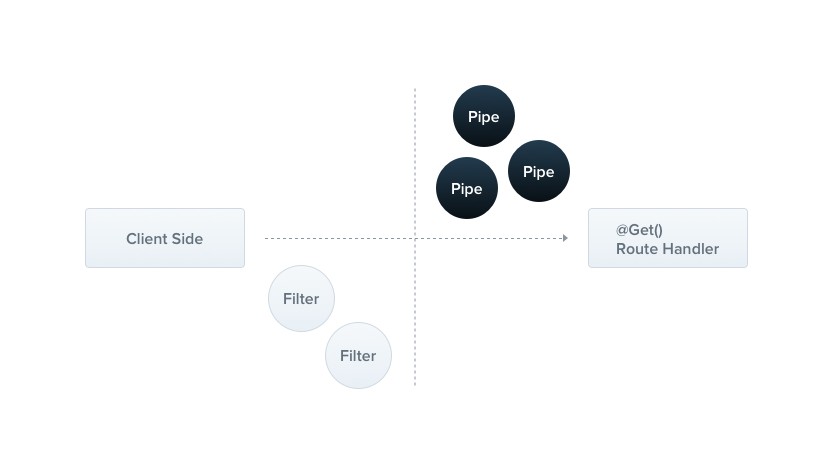 Pipe
Pipe
Pipe
Client Side
@Get()
Route Handler
Filter
Filter